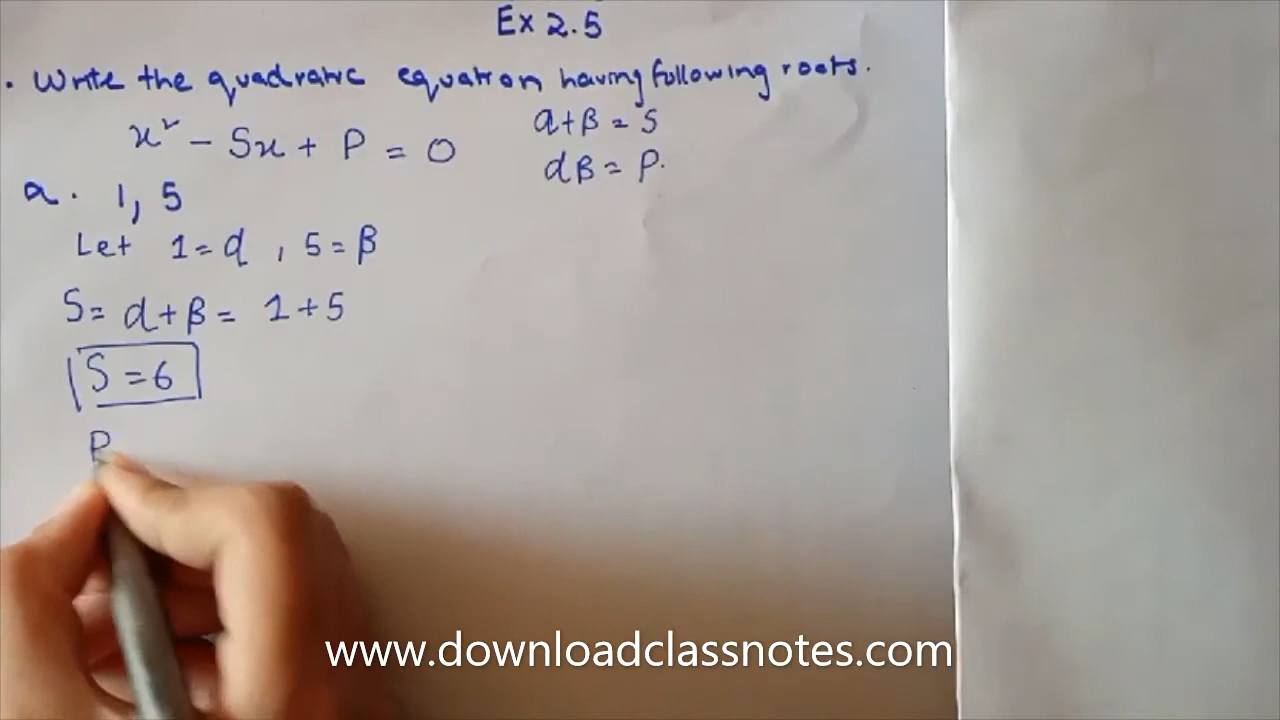 Ex 2.5
. Write the quadratic equation having following roots.
x² - Sx + P = 0
α+β = S
αβ = P.
a. 1, 5
Let 1 = α , 5 = β
S = α+β = 1+5
S = 6
P
www.downloadclassnotes.com